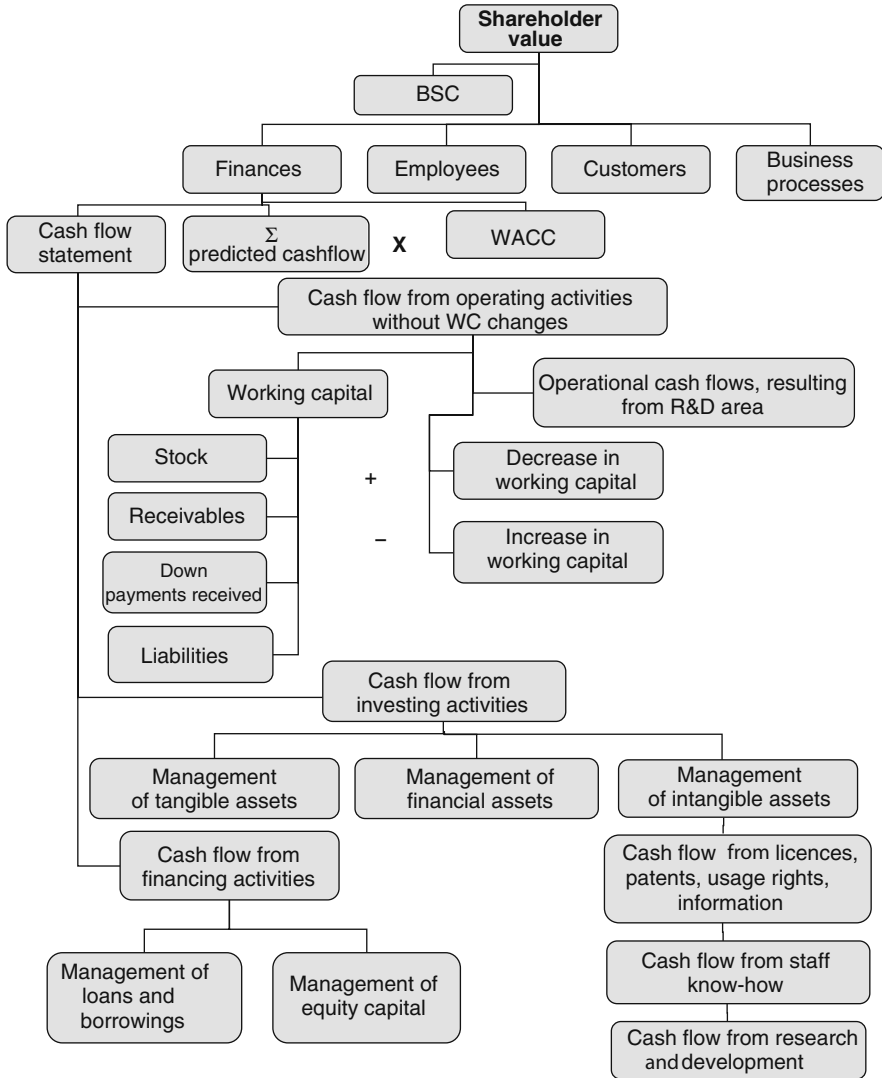 Shareholder
value
BSC
Finances
Employees
Customers
Business
processes
Cash flow
statement
Σ
predicted cashflow
X
WACC
Cash flow from operating activities
without WC changes
Working capital
Operational cash flows, resulting
from R&D area
Stock
+
Decrease in
working capital
Receivables
–
Increase in
working capital
Down
payments received
Liabilities
Cash flow from
investing activities
Management
of tangible assets
Management of
financial assets
Management
of intangible assets
Cash flow from
financing activities
Cash flow from licences,
patents, usage rights,
information
Management of
loans and
borrowings
Management of
equity capital
Cash flow from staff
know-how
Cash flow from research
and development